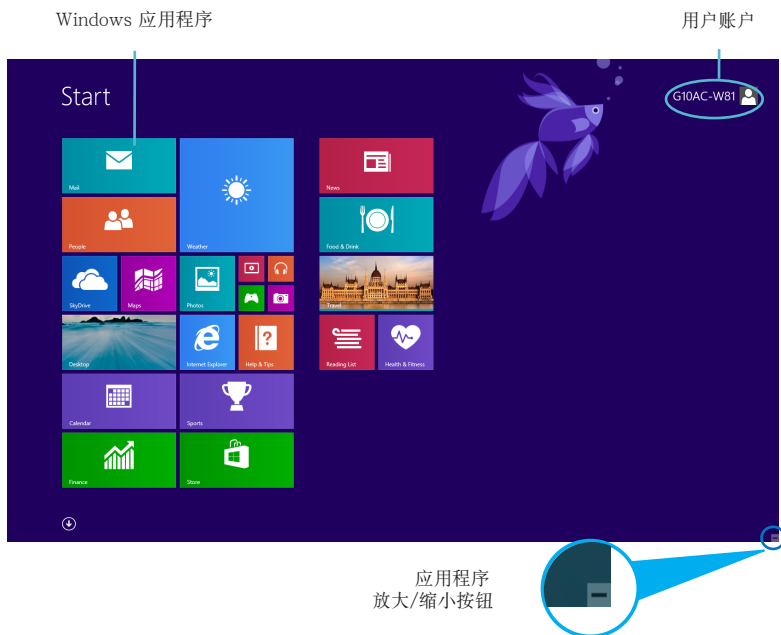 Windows 应用程序
用户账户
Start
G10AC-W81
Mail
Weather
News
People
Food & Drink
SkyDrive
Maps
Photos
Travel
Desktop
Internet Explorer
Help & Tips
Reading List
Health & Fitness
Calendar
Sports
Finance
Store
应用程序
放大/缩小按钮